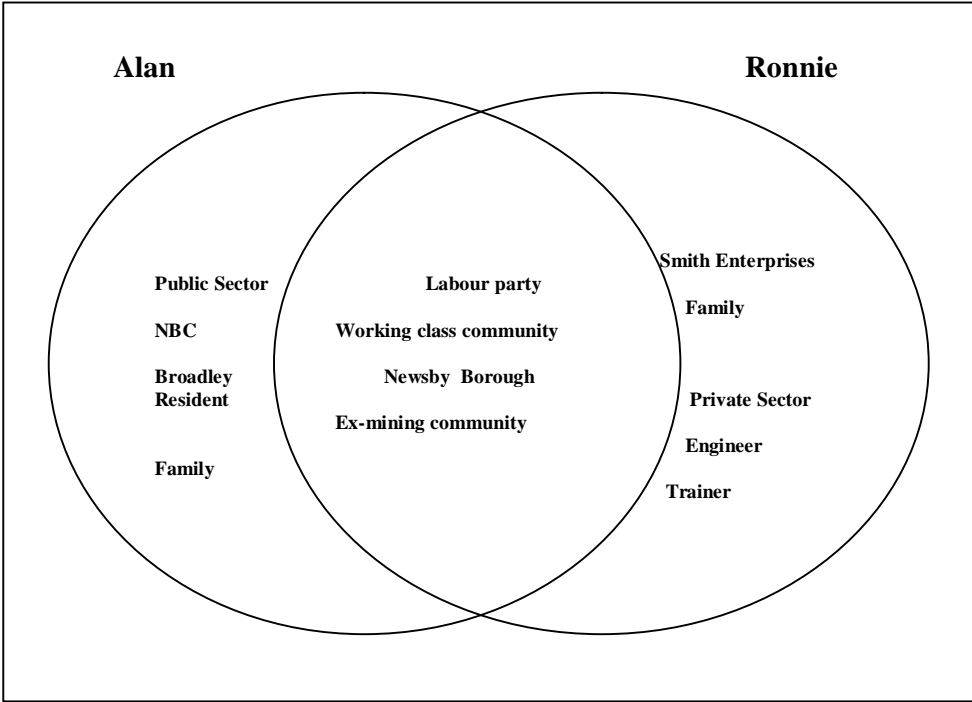 Alan
Ronnie
Public Sector
NBC
Broadley
Resident
Family
Labour party
Working class community
Newsby Borough
Ex-mining community
Smith Enterprises
Family
Private Sector
Engineer
Trainer